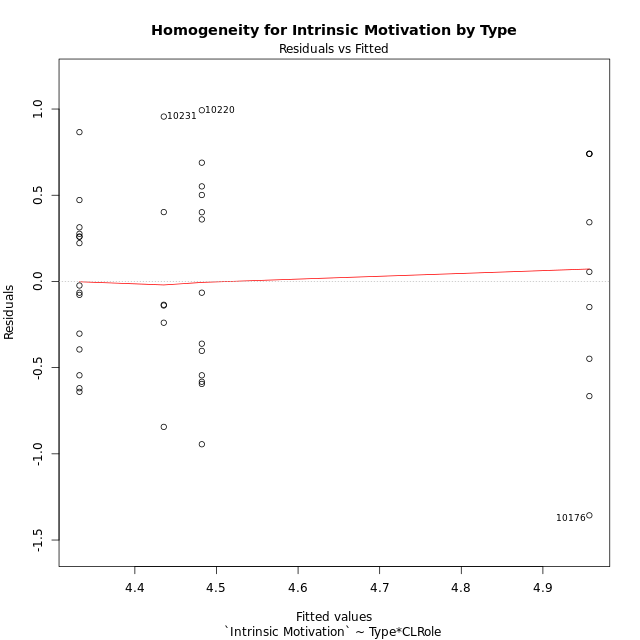 Homogeneity for Intrinsic Motivation by Type
Residuals vs Fitted
1.0
0.5
0.0
-0.5
-1.0
-1.5
Residuals
10231
10220
10176
4.4 4.5 4.6 4.7 4.8 4.9
Fitted values
`Intrinsic Motivation` ~ Type*CLRole